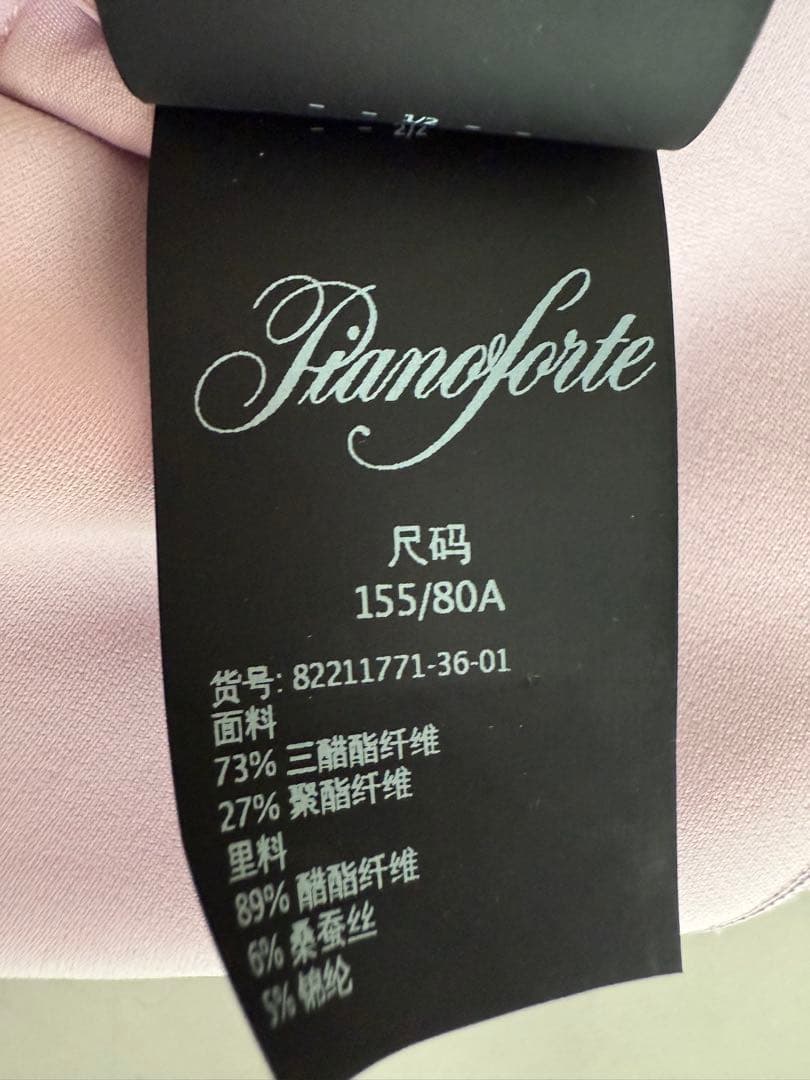 Pianoforte
尺码
155/80A
货号: 82211771-36-01
面料
73% 三醋酯纤维
27% 聚酯纤维
里料
89% 醋酯纤维
6% 桑蚕丝
5% 锦纶